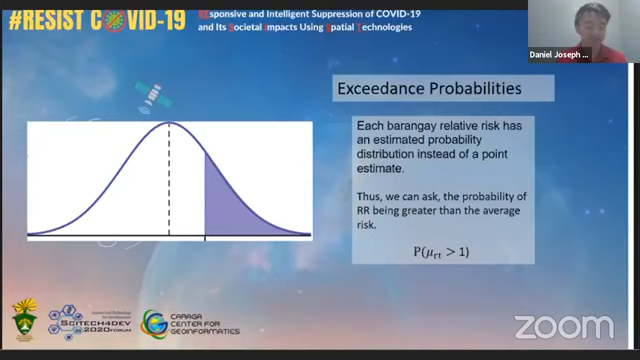 #RESIST COVID-19
REsponsive and Intelligent Suppression of COVID-19
and Its Societal Impacts Using Spatial Technologies
Daniel Joseph ...
Exceedance Probabilities
Each barangay relative risk has
an estimated probability
distribution instead of a point
estimate.
Thus, we can ask, the probability of
RR being greater than the average
risk.
P(μrt > 1)
SCITECH4DEV
2020 FORUM
CARAGA
CENTER FOR
GEOINFORMATICS
zoom